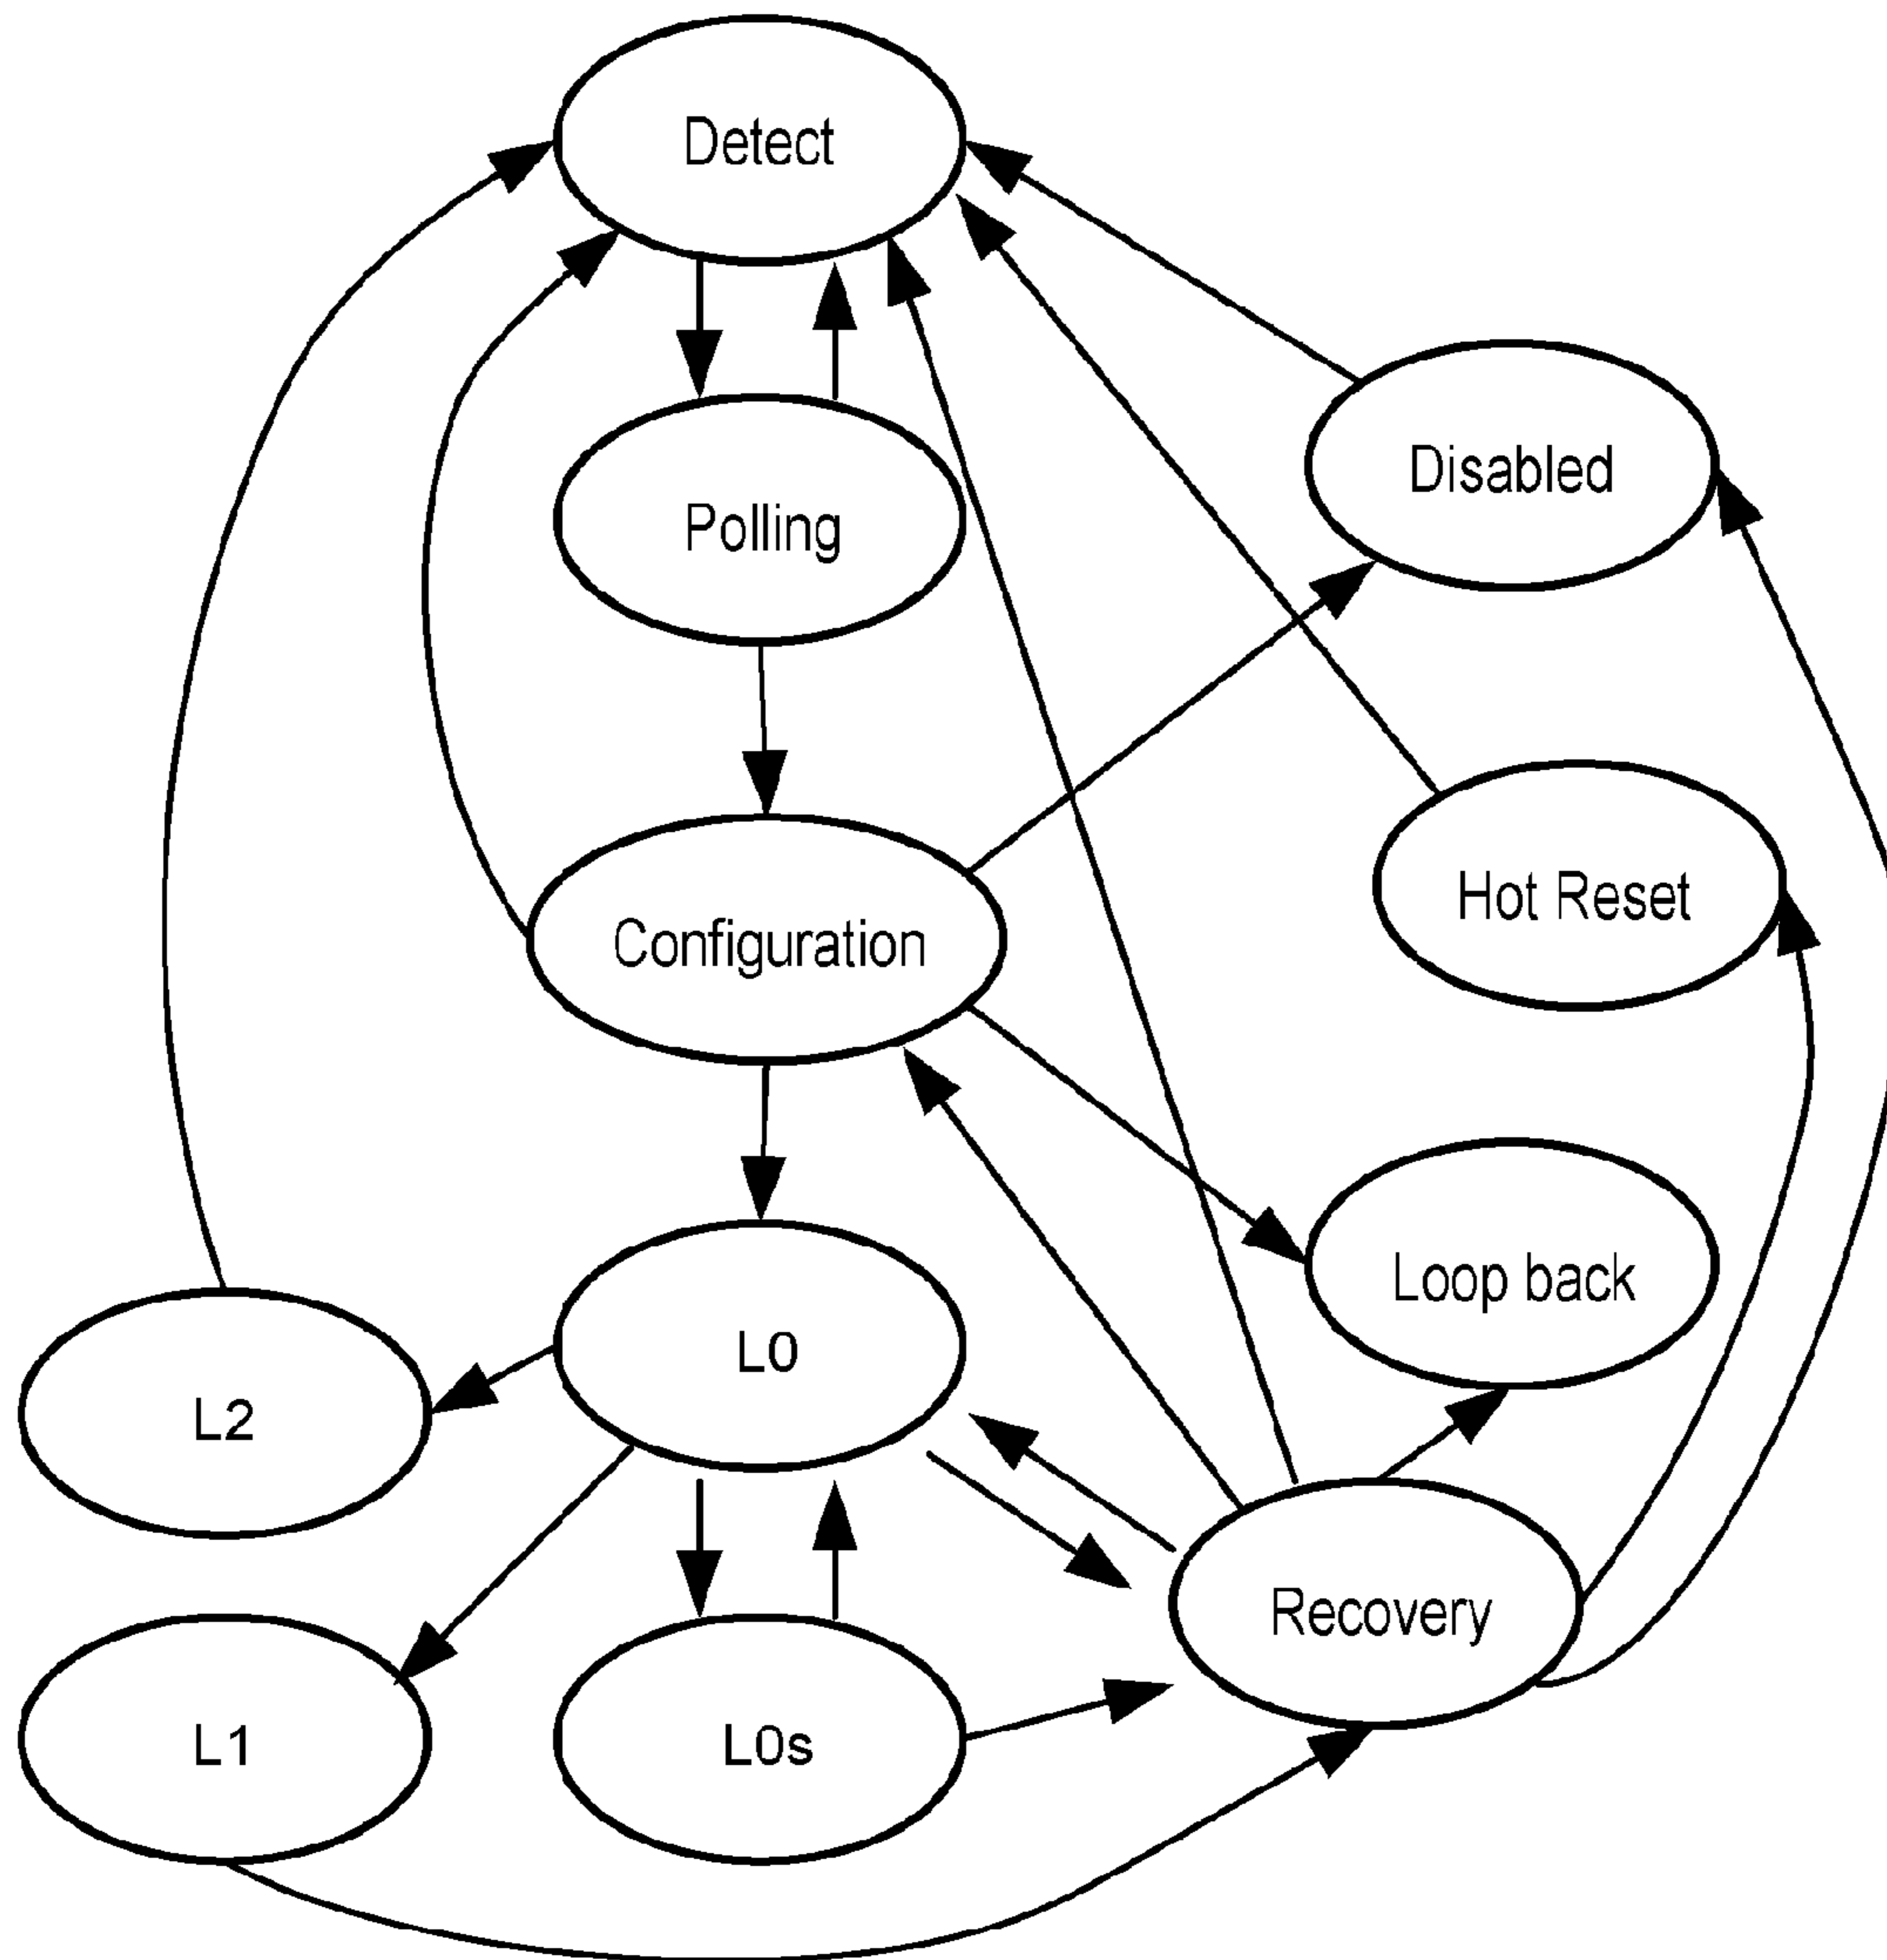 Detect
Polling
Disabled
Configuration
Hot Reset
Loop back
L0
L2
Recovery
L1
L0s